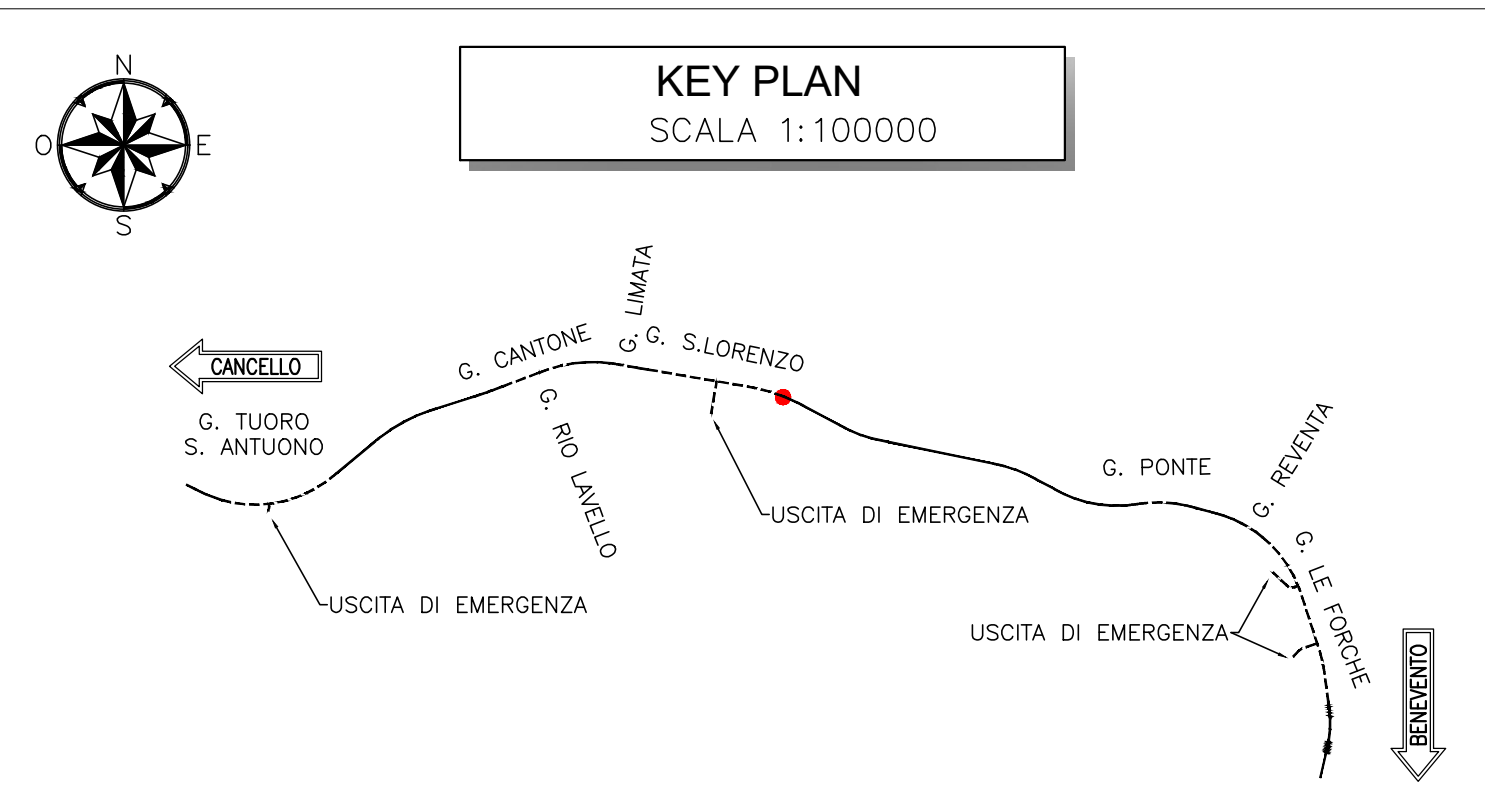 N
O
E
S
KEY PLAN
SCALA 1:100000
CANCELLO
G. TUORO
S. ANTUONO
G. CANTONE
G. LIMATA
G. S.LORENZO
G. RIO LAVELLO
USCITA DI EMERGENZA
USCITA DI EMERGENZA
G. PONTE
G. REVENTA
G. LE FORCHE
USCITA DI EMERGENZA
BENEVENTO